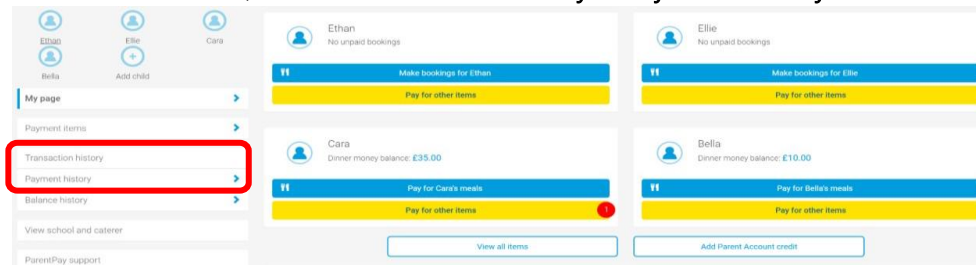 Ethan Ellie Cara
Bella Add child
My page
Payment items
Transaction history
Payment history
Balance history
View school and caterer
ParentPay support
Ethan
No unpaid bookings
Make bookings for Ethan
Pay for other items
Ellie
No unpaid bookings
Make bookings for Ellie
Pay for other items
Cara
Dinner money balance: £35.00
Pay for Cara's meals
Pay for other items 1
Bella
Dinner money balance: £10.00
Pay for Bella's meals
Pay for other items
View all items
Add Parent Account credit